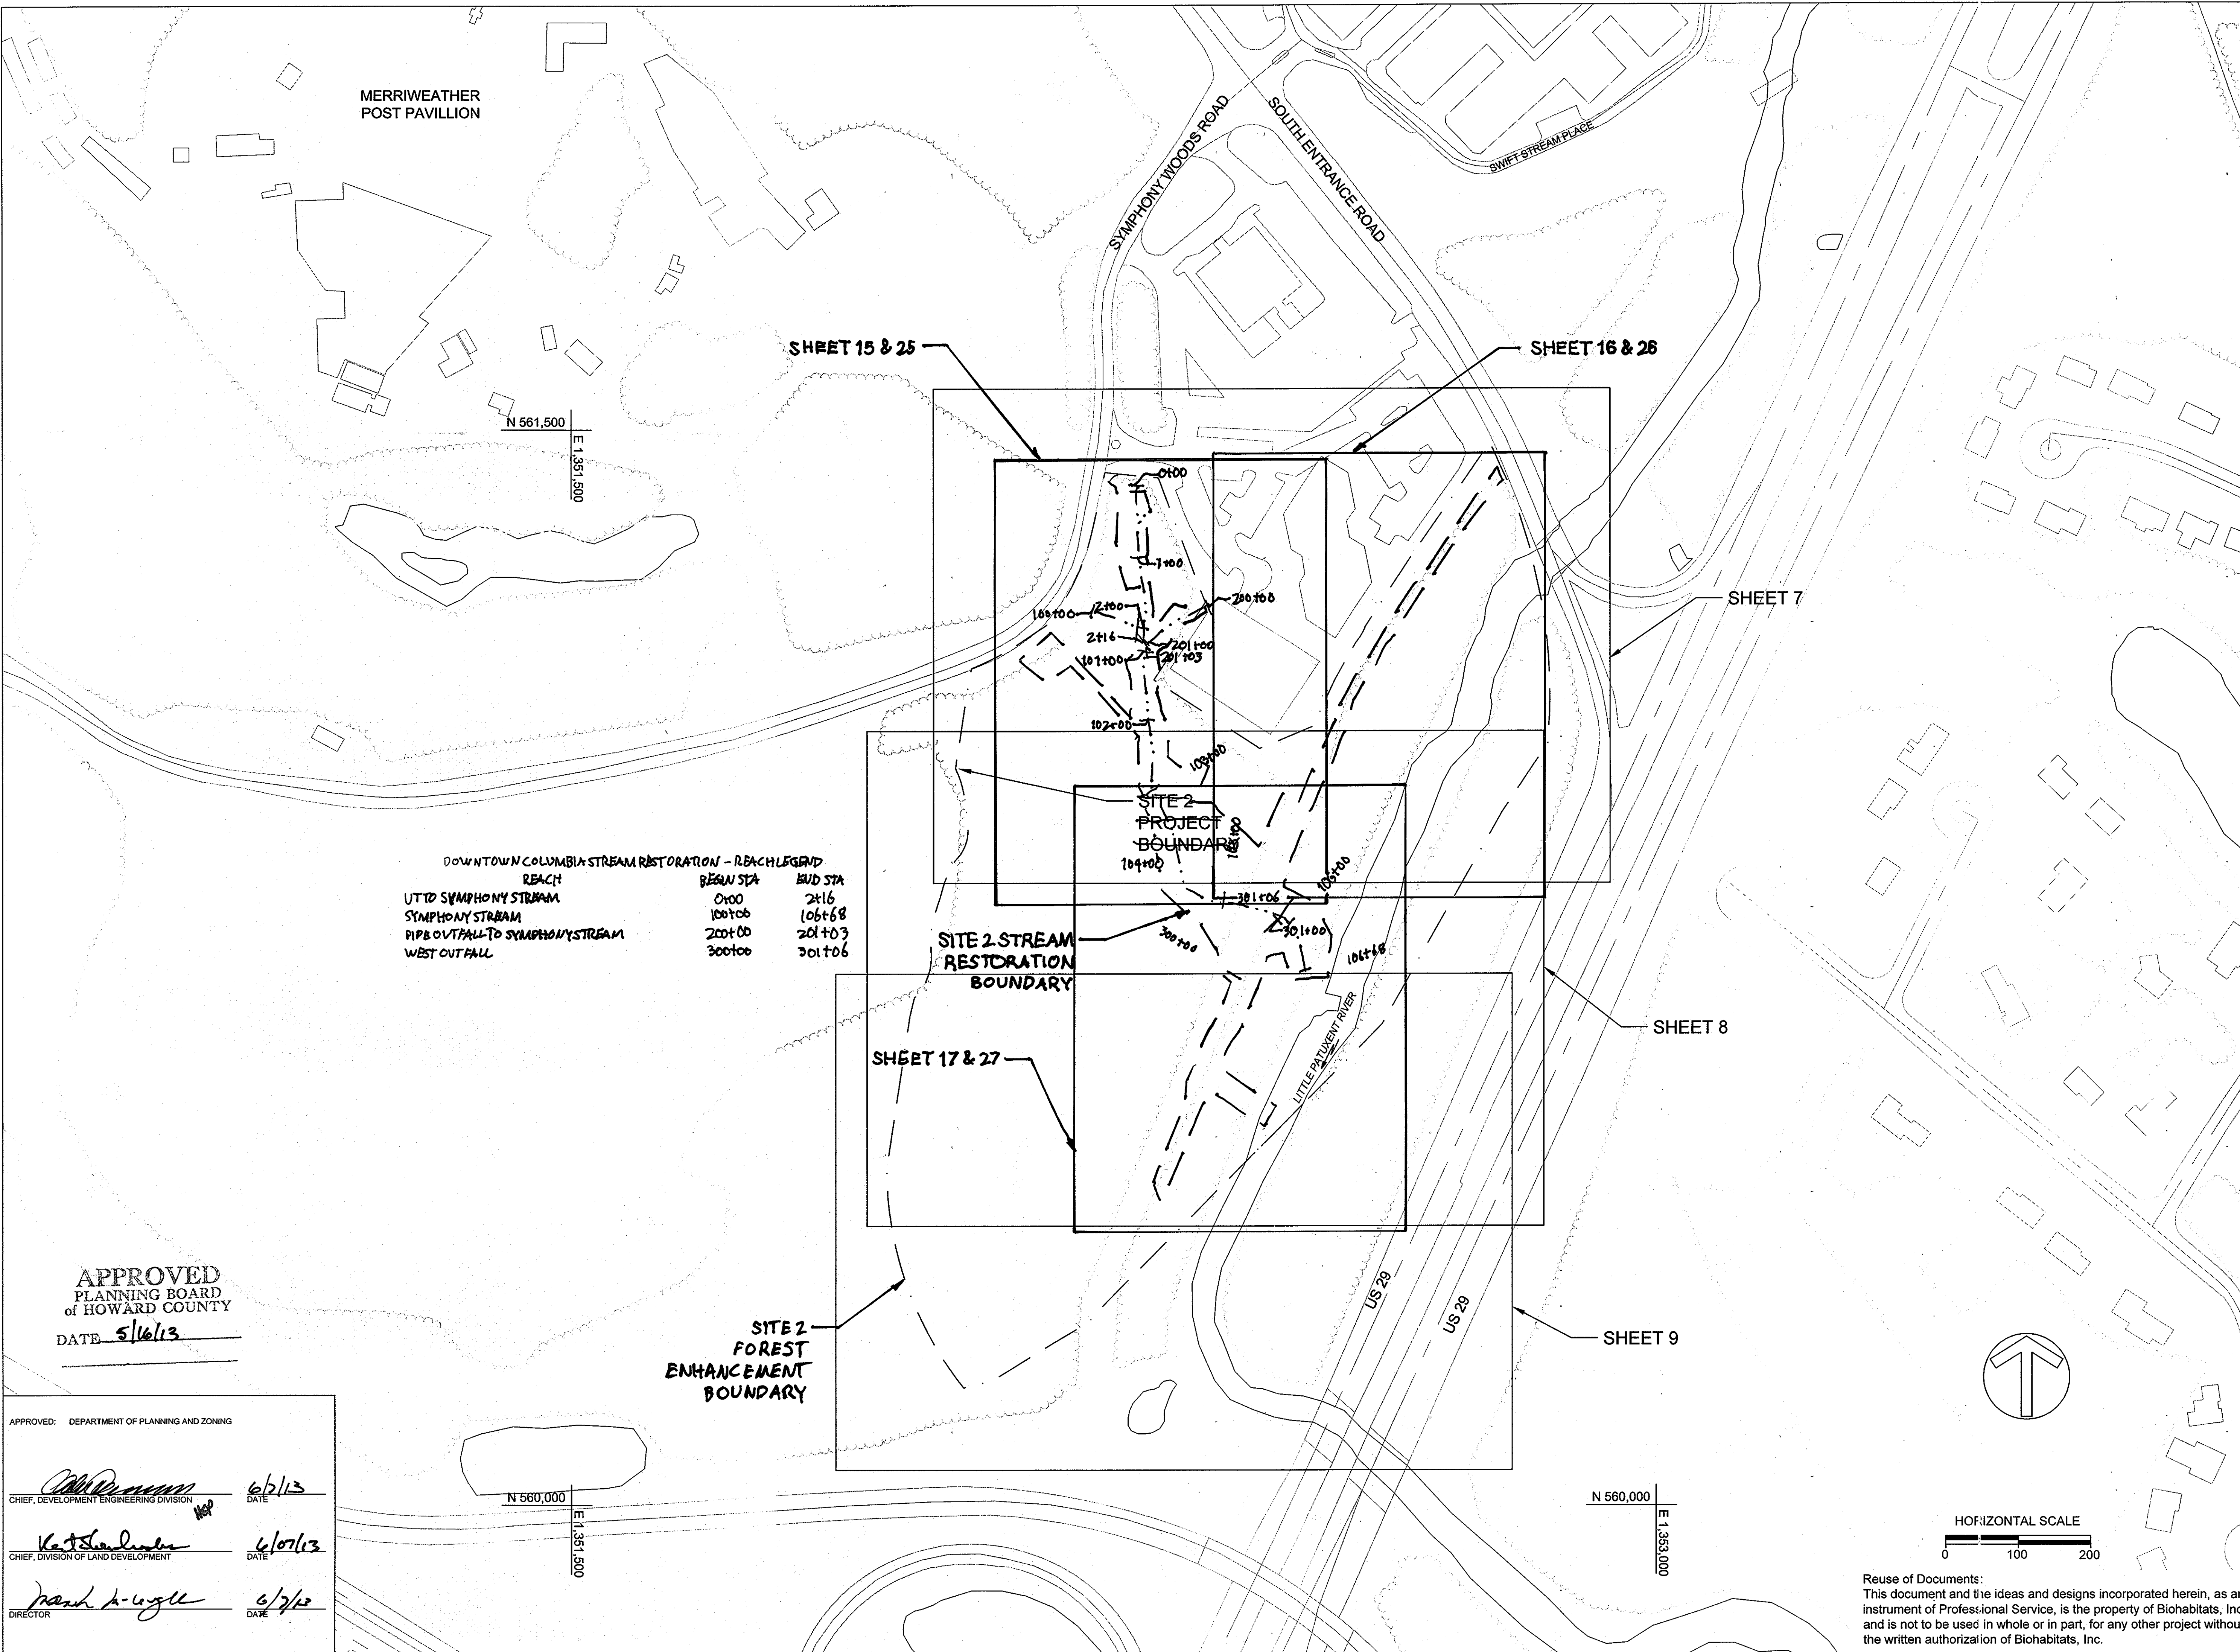 MERRIWEATHER
POST PAVILLION
SYMPHONY WOODS ROAD
SOUTH ENTRANCE ROAD
SWIFT STREAM PLACE
SHEET 15 & 25
SHEET 16 & 26
N 561,500
E 1,351,500
0+00
1+00
SHEET 7
100+00
2+00
200+00
2+16
201+00
101+00
201+03
102+00
103+00
SITE 2
PROJECT
BOUNDARY
104+00
DOWNTOWN COLUMBIA STREAM RESTORATION - REACH LEGEND
REACH BEGIN STA END STA
UT TO SYMPHONY STREAM 0+00 2+16
SYMPHONY STREAM 100+00 106+68
PIPE OUTFALL TO SYMPHONY STREAM 200+00 201+03
WEST OUTFALL 300+00 301+06
106+00
301+06
300+00
301+00
106+68
SITE 2 STREAM
RESTORATION
BOUNDARY
LITTLE PATUXENT RIVER
SHEET 8
SHEET 17 & 27
US 29
US 29
SHEET 9
SITE 2
FOREST
ENHANCEMENT
BOUNDARY
APPROVED
PLANNING BOARD
of HOWARD COUNTY
DATE 5/16/13
APPROVED: DEPARTMENT OF PLANNING AND ZONING
6/2/13
CHIEF, DEVELOPMENT ENGINEERING DIVISION DATE
6/07/13
CHIEF, DIVISION OF LAND DEVELOPMENT DATE
6/7/13
DIRECTOR DATE
N 560,000
E 1,351,500
N 560,000
E 1,353,000
HORIZONTAL SCALE
0 100 200
Reuse of Documents:
This document and the ideas and designs incorporated herein, as an
instrument of Professional Service, is the property of Biohabitats, Inc
and is not to be used in whole or in part, for any other project withou
the written authorization of Biohabitats, Inc.